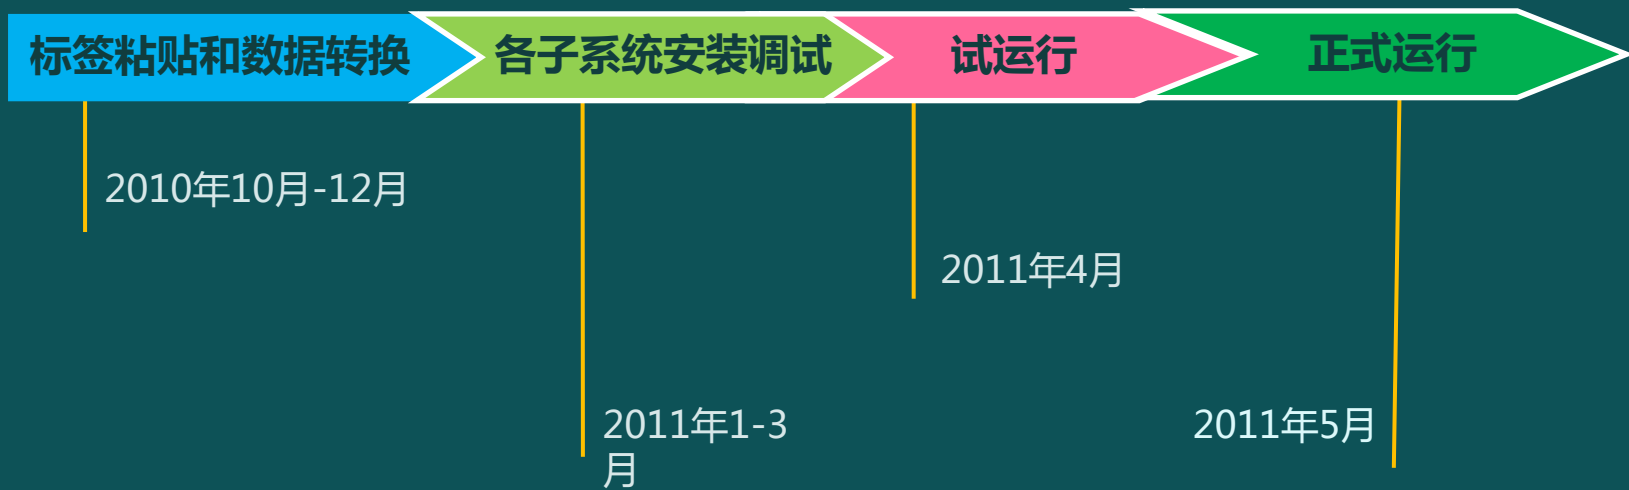 标签粘贴和数据转换
各子系统安装调试
试运行
正式运行
2010年10月-12月
2011年4月
2011年1-3
月
2011年5月